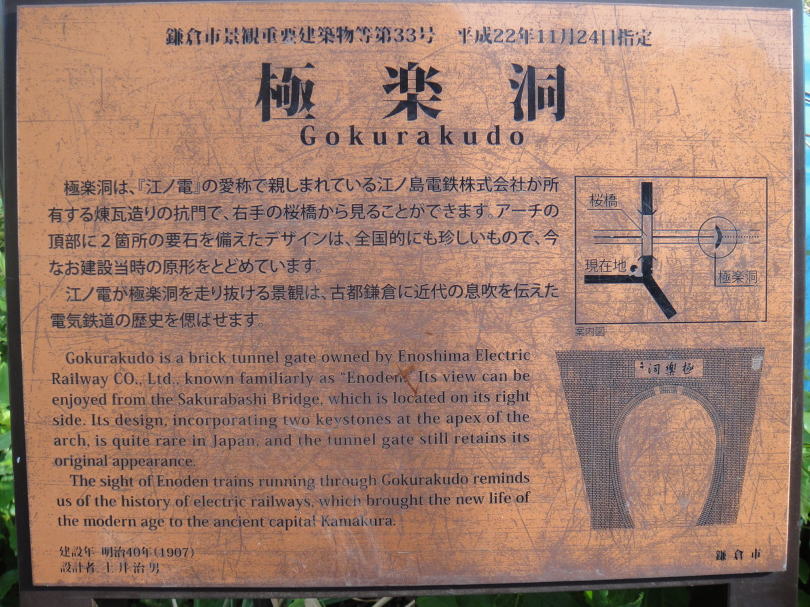 鎌倉市景観重要建築物等第33号　平成22年11月24日指定
極楽洞
Gokurakudo
極楽洞は、『江ノ電』の愛称で親しまれている江ノ島電鉄株式会社が所
有する煉瓦造りの抗門で、右手の桜橋から見ることができます。アーチの
頂部に2箇所の要石を備えたデザインは、全国的にも珍しいもので、今
なお建設当時の原形をとどめています。
江ノ電が極楽洞を走り抜ける景観は、古都鎌倉に近代の息吹を伝えた
電気鉄道の歴史を偲ばせます。
桜橋
現在地
極楽洞
案内図
Gokurakudo is a brick tunnel gate owned by Enoshima Electric
Railway CO., Ltd., known familiarly as "Enoden." Its view can be
enjoyed from the Sakurabashi Bridge, which is located on its right
side. Its design, incorporating two keystones at the apex of the
arch, is quite rare in Japan, and the tunnel gate still retains its
original appearance.
The sight of Enoden trains running through Gokurakudo reminds
us of the history of electric railways, which brought the new life of
the modern age to the ancient capital Kamakura.
洞樂極
建設年 明治40年(1907)
設計者 土井治男
鎌倉市